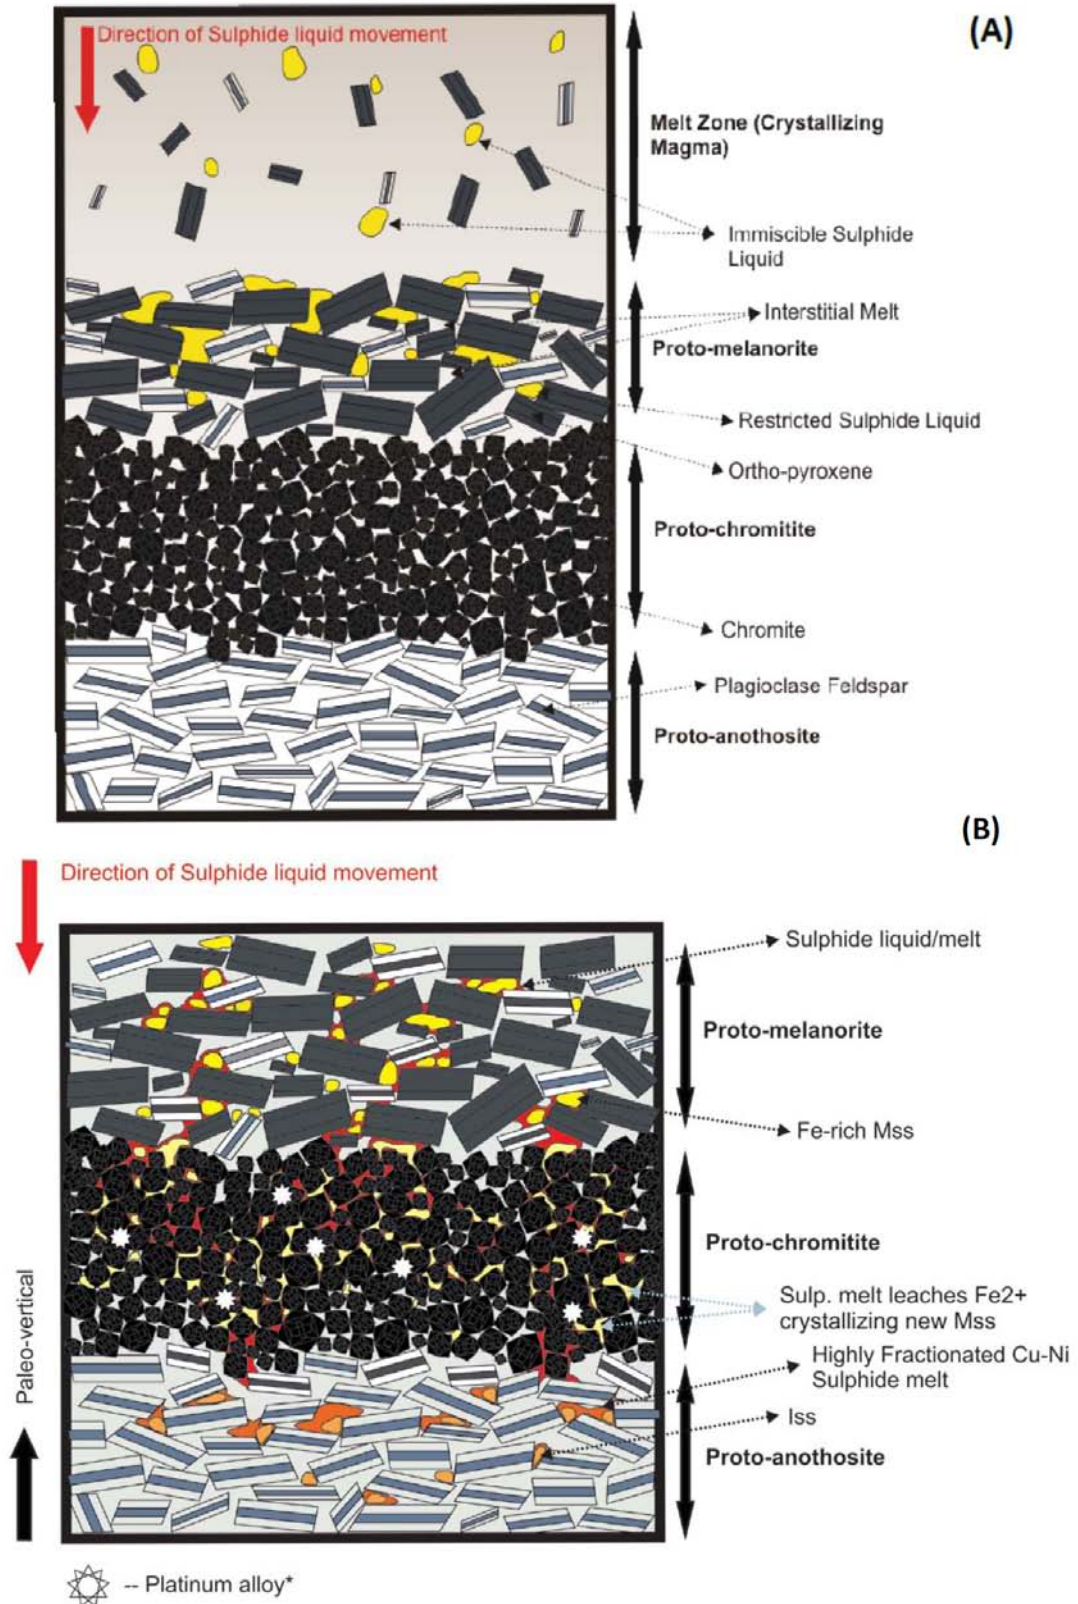 (A)
Direction of Sulphide liquid movement
Melt Zone (Crystallizing
Magma)
Immiscible Sulphide
Liquid
Interstitial Melt
Proto-melanorite
Restricted Sulphide Liquid
Ortho-pyroxene
Proto-chromitite
Chromite
Plagioclase Feldspar
Proto-anothosite
(B)
Direction of Sulphide liquid movement
Sulphide liquid/melt
Proto-melanorite
Fe-rich Mss
Proto-chromitite
Sulp. melt leaches Fe2+
crystallizing new Mss
Highly Fractionated Cu-Ni
Sulphide melt
Iss
Proto-anothosite
Paleo-vertical
-- Platinum alloy*